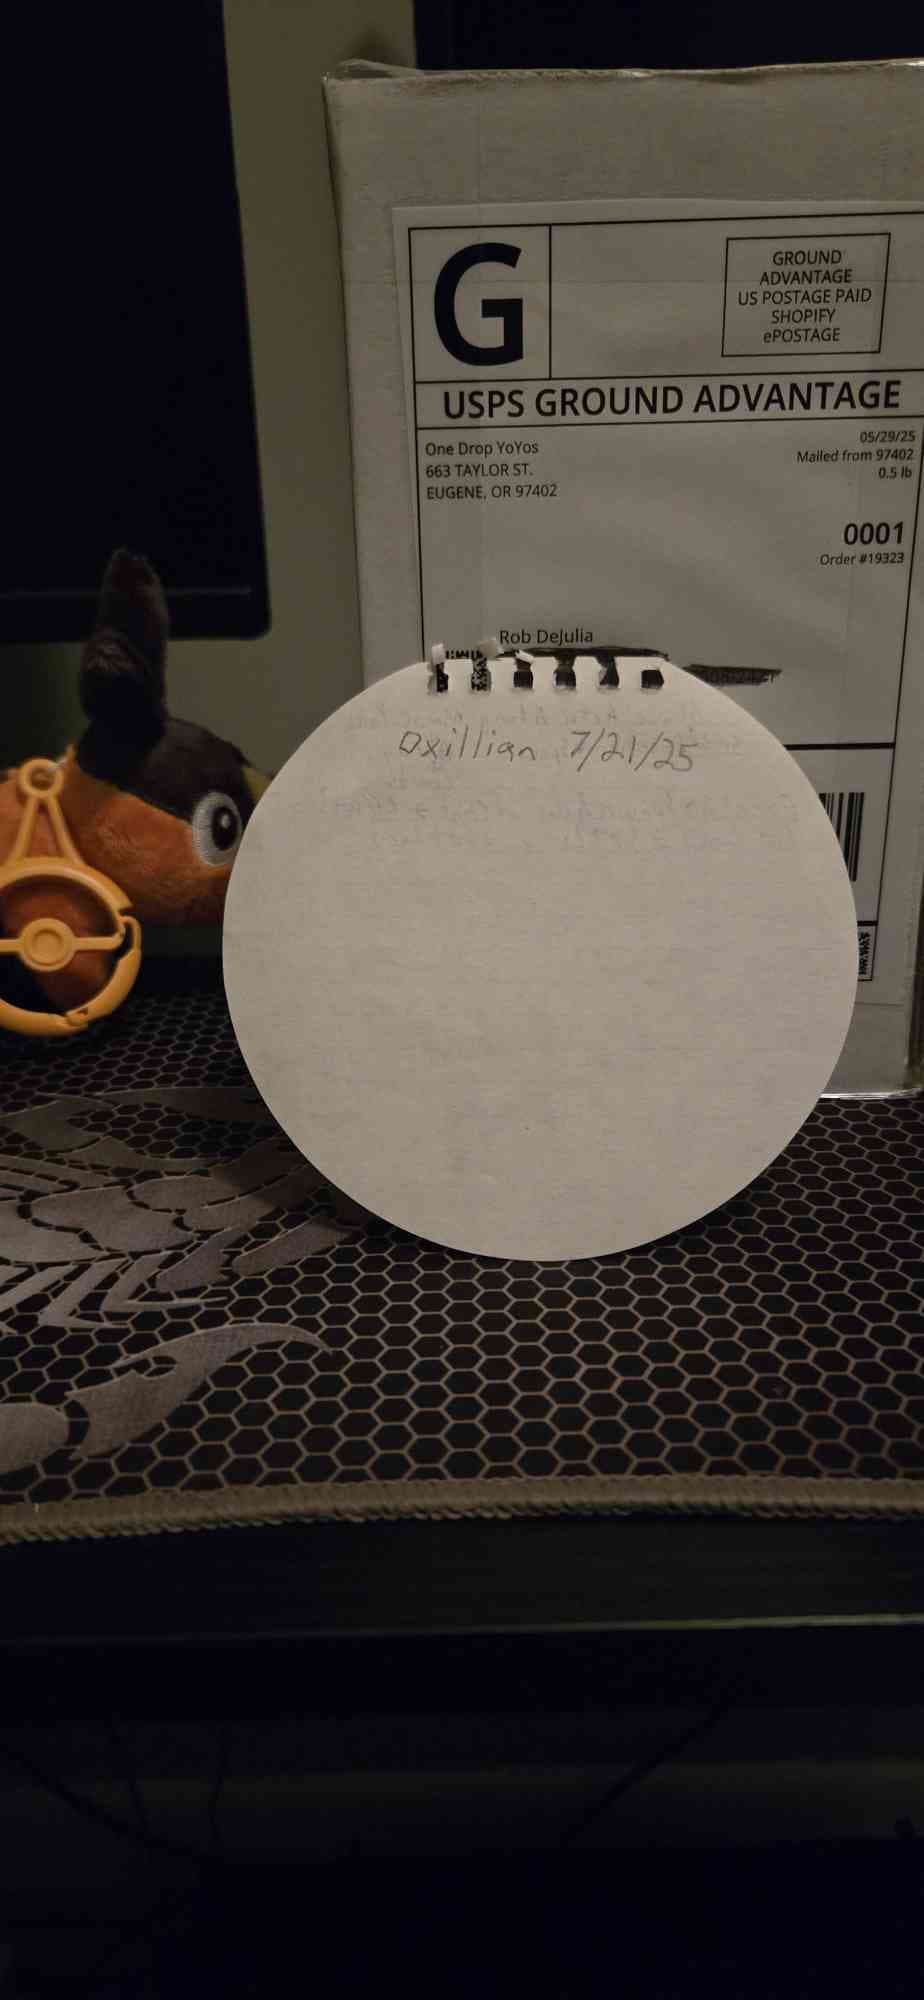 G
GROUND
ADVANTAGE
US POSTAGE PAID
SHOPIFY
ePOSTAGE
USPS GROUND ADVANTAGE
One Drop YoYos
663 TAYLOR ST.
EUGENE, OR 97402
05/29/25
Mailed from 97402
0.5 lb
0001
Order #19323
Rob DeJulia
Oxillian 7/21/25